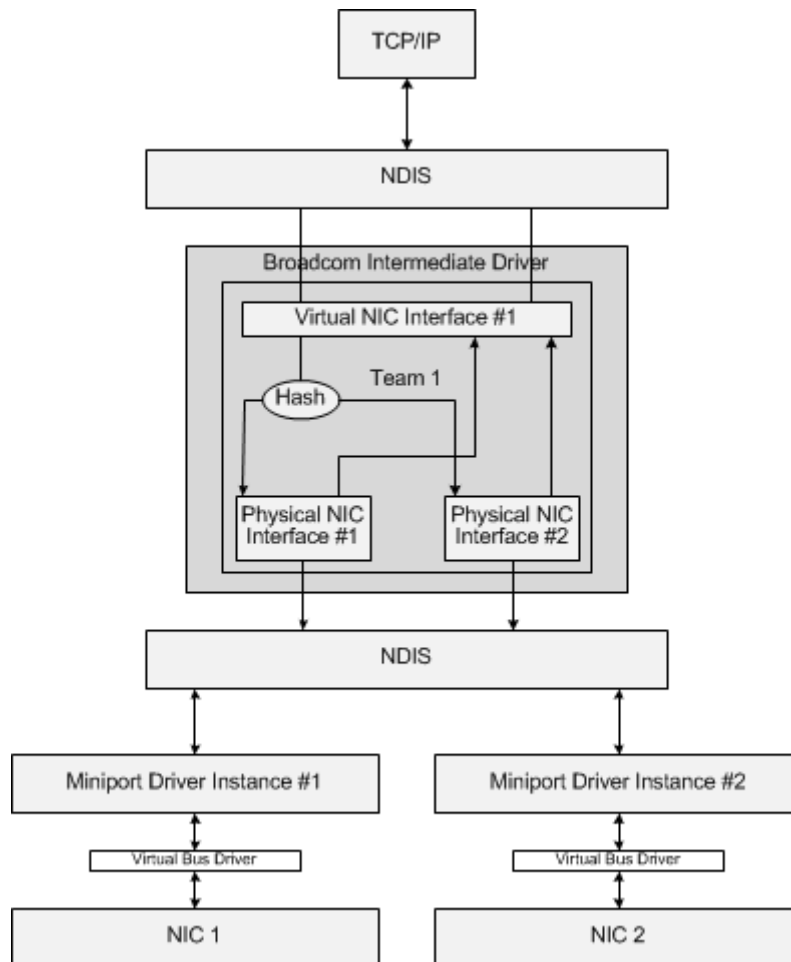 TCP/IP
NDIS
Broadcom Intermediate Driver
Virtual NIC Interface #1
Team 1
Hash
Physical NIC
Interface #1
Physical NIC
Interface #2
NDIS
Miniport Driver Instance #1
Miniport Driver Instance #2
Virtual Bus Driver
Virtual Bus Driver
NIC 1
NIC 2